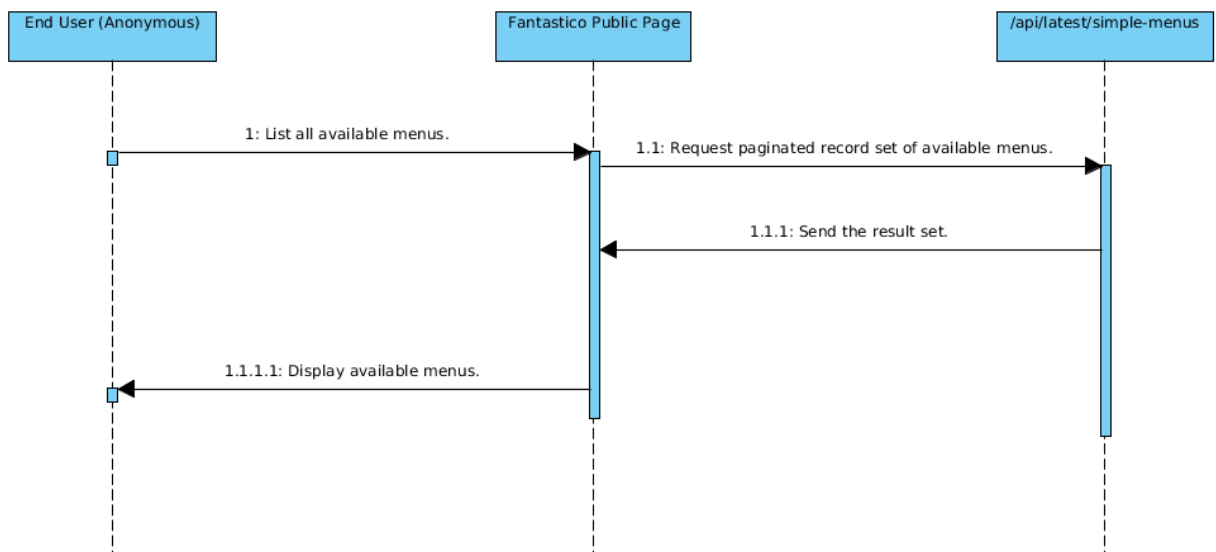 End User (Anonymous)
Fantastico Public Page
/api/latest/simple-menus
1: List all available menus.
1.1: Request paginated record set of available menus.
1.1.1: Send the result set.
1.1.1.1: Display available menus.